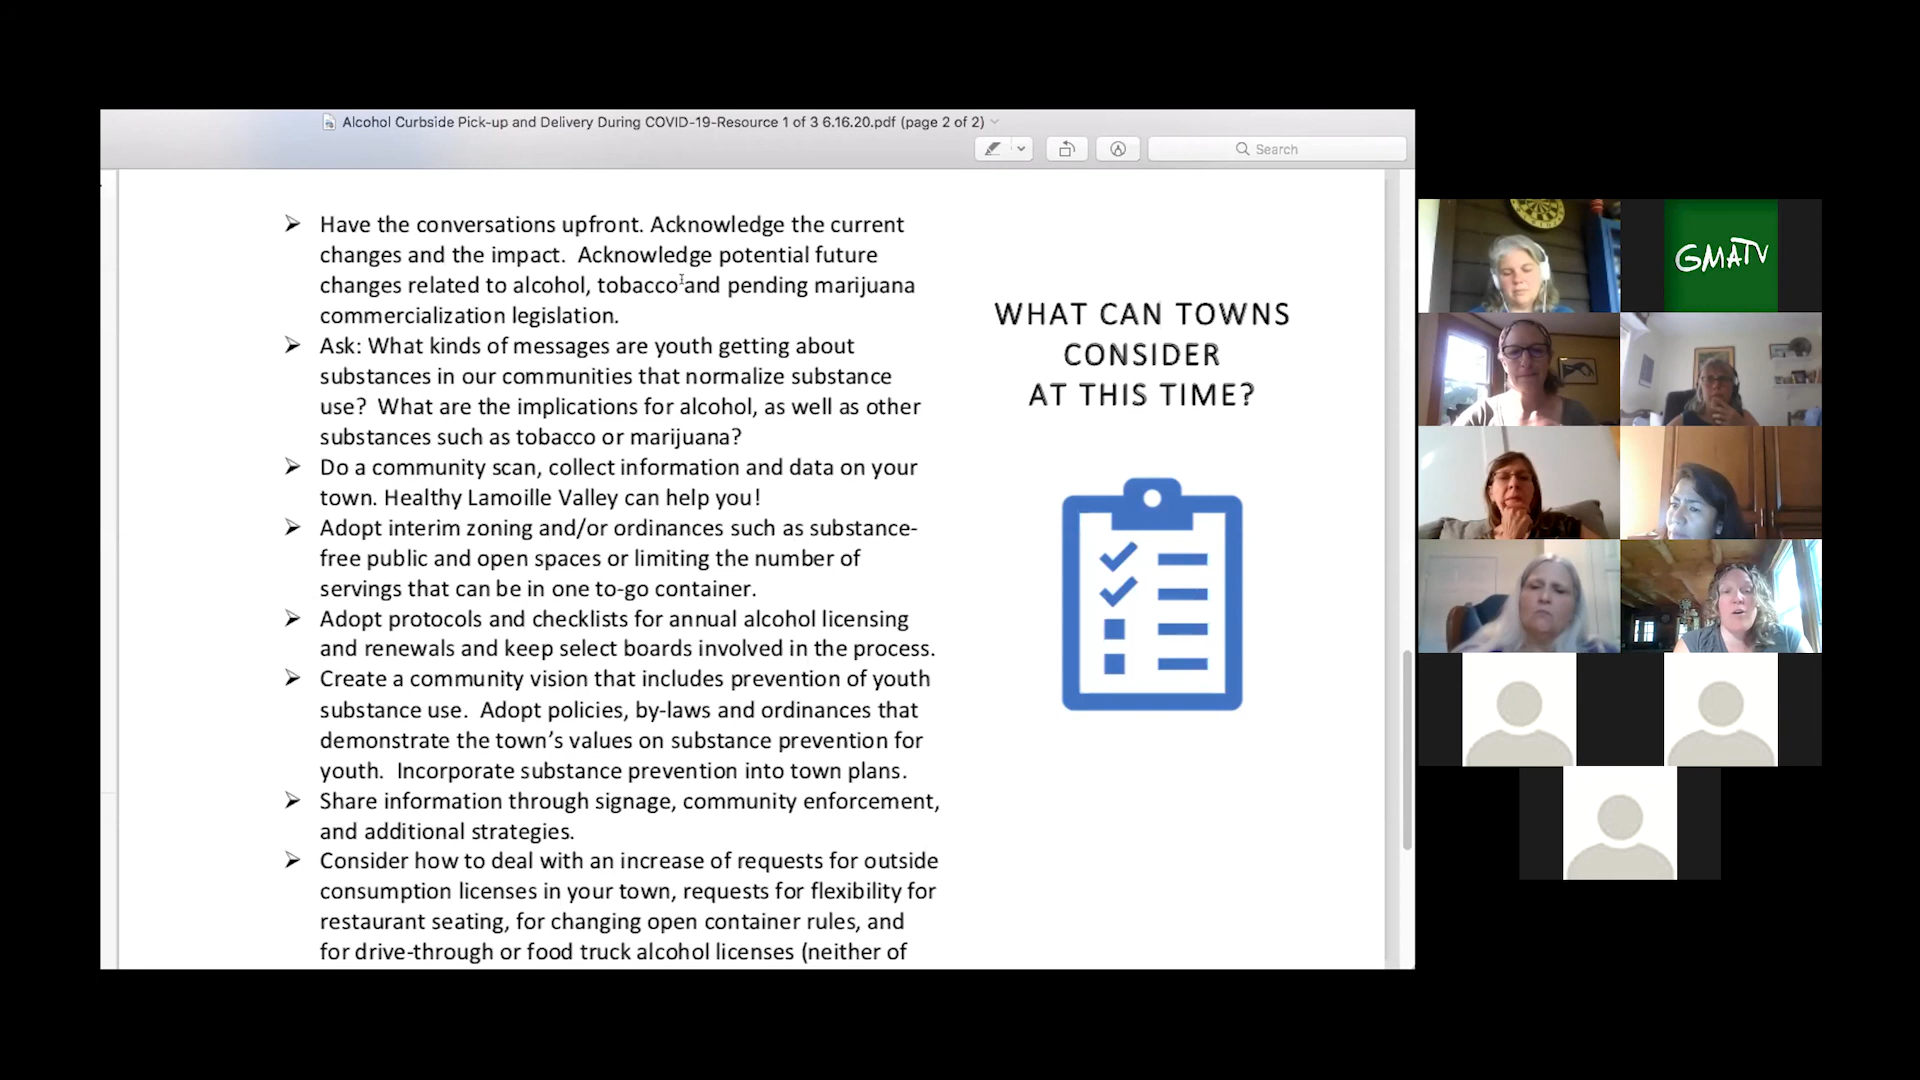 Alcohol Curbside Pick-up and Delivery During COVID-19-Resource 1 of 3 6.16.20.pdf (page 2 of 2)
Search
➢ Have the conversations upfront. Acknowledge the current
changes and the impact.  Acknowledge potential future
changes related to alcohol, tobacco and pending marijuana
commercialization legislation.
➢ Ask: What kinds of messages are youth getting about
substances in our communities that normalize substance
use?  What are the implications for alcohol, as well as other
substances such as tobacco or marijuana?
➢ Do a community scan, collect information and data on your
town. Healthy Lamoille Valley can help you!
➢ Adopt interim zoning and/or ordinances such as substance-
free public and open spaces or limiting the number of
servings that can be in one to-go container.
➢ Adopt protocols and checklists for annual alcohol licensing
and renewals and keep select boards involved in the process.
➢ Create a community vision that includes prevention of youth
substance use.  Adopt policies, by-laws and ordinances that
demonstrate the town’s values on substance prevention for
youth.  Incorporate substance prevention into town plans.
➢ Share information through signage, community enforcement,
and additional strategies.
➢ Consider how to deal with an increase of requests for outside
consumption licenses in your town, requests for flexibility for
restaurant seating, for changing open container rules, and
for drive-through or food truck alcohol licenses (neither of
WHAT CAN TOWNS
CONSIDER
AT THIS TIME?
GMATV